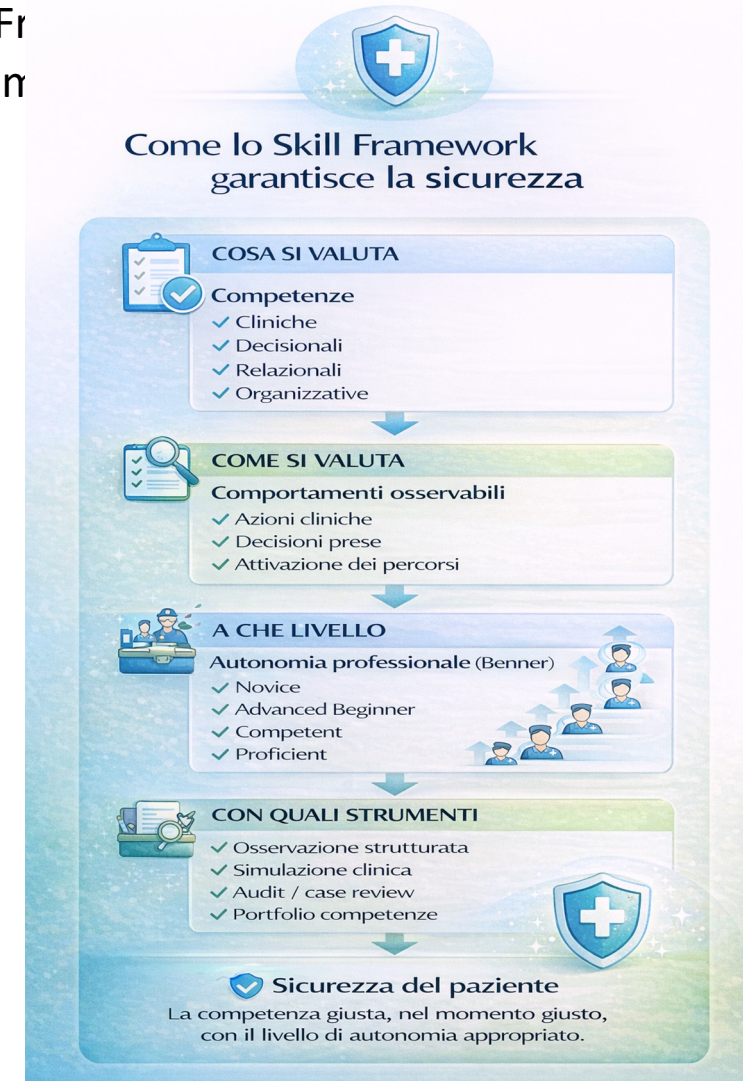 Fr
m
Come lo Skill Framework
garantisce la sicurezza
COSA SI VALUTA
Competenze
Cliniche
Decisionali
Relazionali
Organizzative
COME SI VALUTA
Comportamenti osservabili
Azioni cliniche
Decisioni prese
Attivazione dei percorsi
A CHE LIVELLO
Autonomia professionale (Benner)
Novice
Advanced Beginner
Competent
Proficient
CON QUALI STRUMENTI
Osservazione strutturata
Simulazione clinica
Audit / case review
Portfolio competenze
Sicurezza del paziente
La competenza giusta, nel momento giusto,
con il livello di autonomia appropriato.